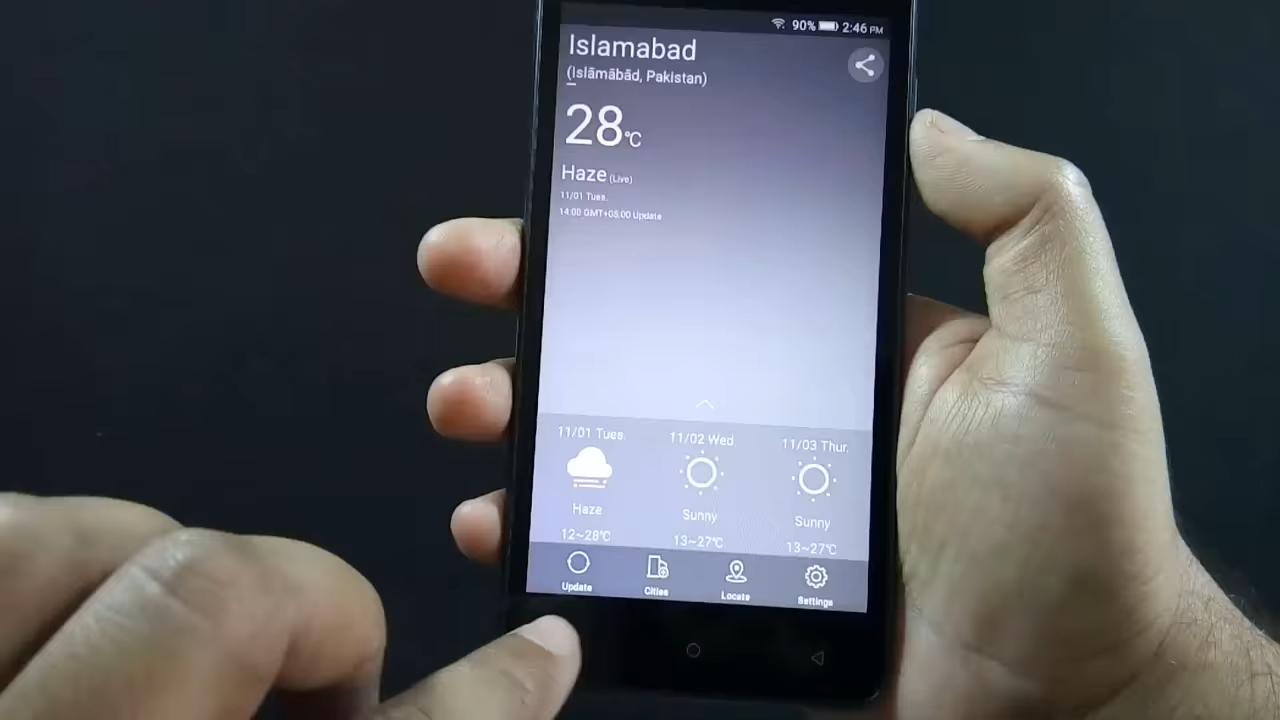 90% 2:46 PM
Islamabad
(Islāmābād, Pakistan)
28°C
Haze (Live)
11/01 Tues.
14:00 GMT+05:00 Update
11/01 Tues. 11/02 Wed. 11/03 Thur.
Haze Sunny Sunny
12~28°C 13~27°C 13~27°C
Update Cities Locate Settings